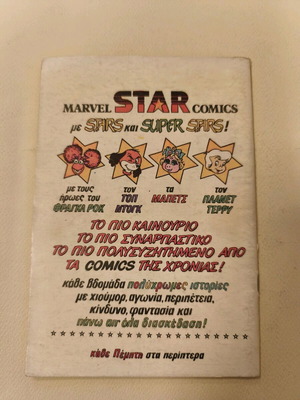 MARVEL STAR COMICS
με STARS και SUPER STARS!
με τους ήρωες του ΦΡΑΓΚΛ ΡΟΚ
τον ΤΟΠ ΝΤΟΓΚ
τα ΜΑΠΕΤΣ
τον ΠΛΑΝΕΤ ΤΕΡΡΥ
ΤΟ ΠΙΟ ΚΑΙΝΟΥΡΙΟ
ΤΟ ΠΙΟ ΣΥΝΑΡΠΑΣΤΙΚΟ
ΤΟ ΠΙΟ ΠΟΛΥΣΥΖΗΤΗΜΕΝΟ ΑΠΟ
ΤΑ COMICS ΤΗΣ ΧΡΟΝΙΑΣ!
κάθε βδομάδα πολύχρωμες ιστορίες
με χιούμορ, αγωνία, περιπέτεια,
κίνδυνο, φαντασία και
πάνω απ' όλα διασκέδαση!
κάθε Πέμπτη στα περίπτερα